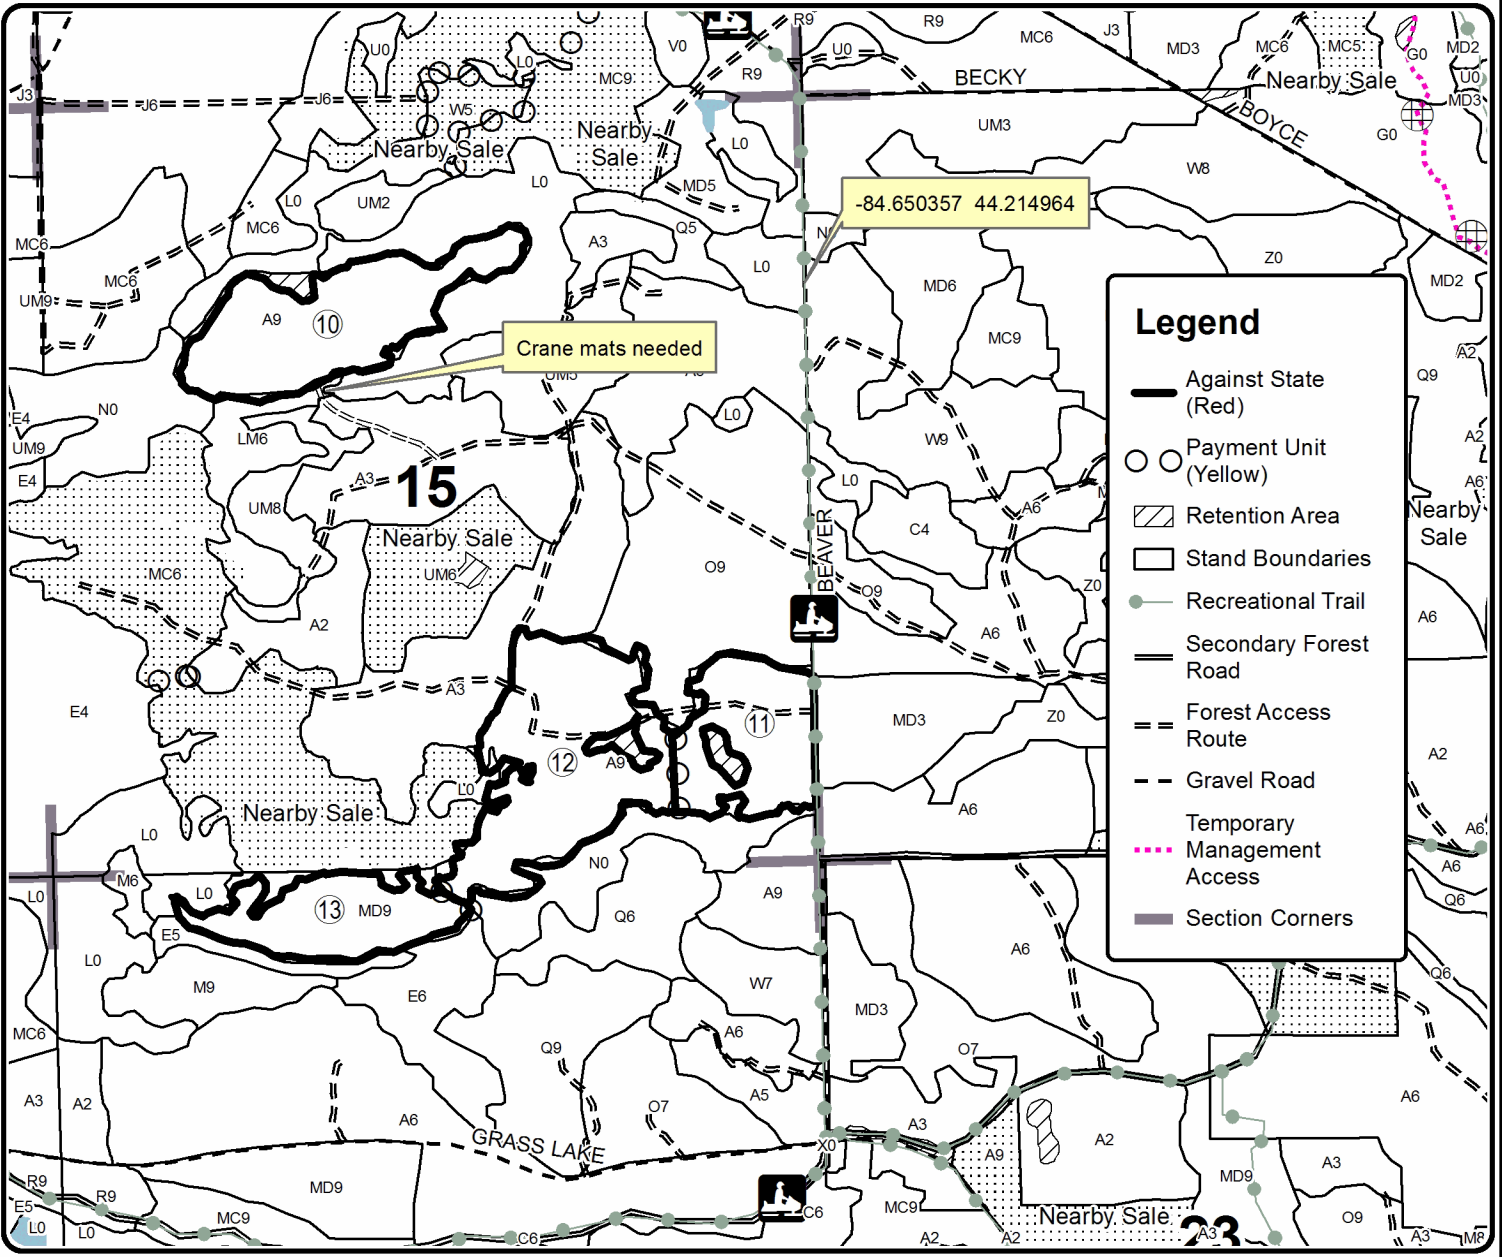 R9
R9
J3
U0
L0
V0
U0
MC6
MD3
MC6
MC5
G0
MD2
MC9
R9
BECKY
Nearby Sale
U0
J3
J6
J6
W5
MD3
BOYCE
UM3
G0
Nearby
Sale
Nearby Sale
L0
W8
L0
MD5
L0
UM2
-84.650357 44.214964
MC6
Q5
MC6
A3
Z0
L0
MC6
MD6
MD2
UM9
A9
10
Legend
MC9
Crane mats needed
A2
UM5
Q9
Against State
(Red)
N0
L0
E4
LM6
W9
A2
UM9
Payment Unit
(Yellow)
E4
A3
15
L0
A6
UM8
A6
Retention Area
Nearby
Sale
C4
Nearby Sale
BEAVER
Stand Boundaries
MC6
UM6
O9
Z0
O9
Recreational Trail
A2
A6
A6
Secondary Forest
Road
A3
E4
MD3
Z0
Forest Access
Route
11
12
A9
A2
L0
Gravel Road
Nearby Sale
A6
Temporary
Management
Access
A6
L0
N0
A6
M6
L0
L0
A9
Q6
13
MD9
Q6
Section Corners
E5
A6
L0
Q6
M9
E6
W7
MD3
MC6
A6
Q9
O7
A3
A2
A5
A6
O7
A6
A3
GRASS LAKE
X0
A2
A9
A3
R9
MD9
MD9
R9
E5
MC9
C6
MC9
O9
L0
L0
C6
Nearby Sale
23
A2
A2
A3
A3
M8